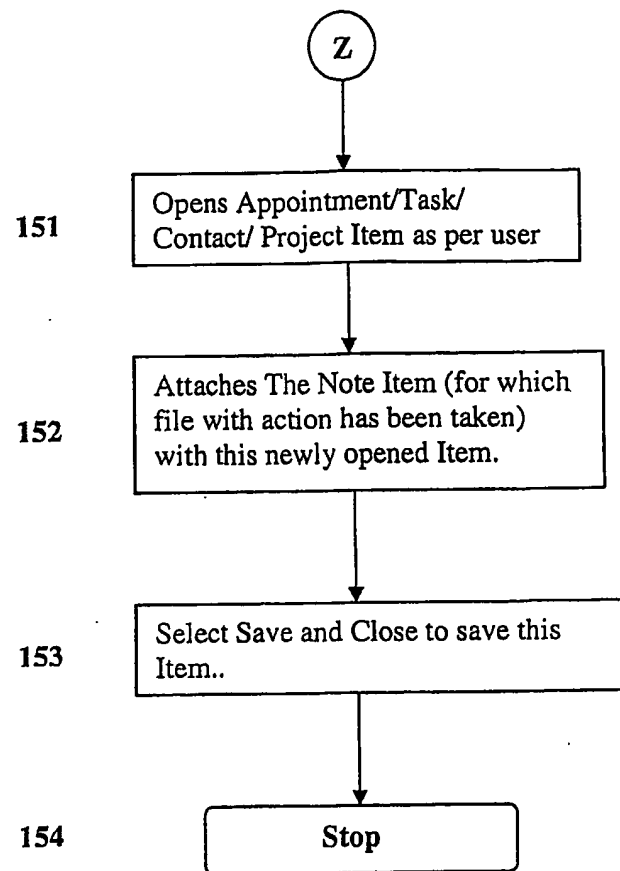 Z
151
Opens Appointment/Task/
Contact/ Project Item as per user
152
Attaches The Note Item (for which
file with action has been taken)
with this newly opened Item.
153
Select Save and Close to save this
Item..
154
Stop